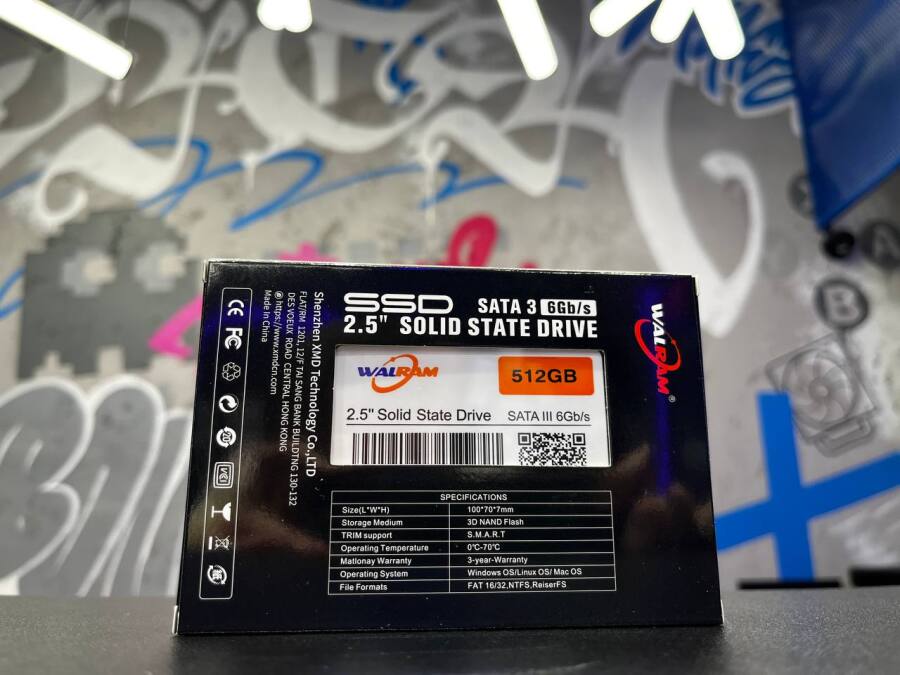 SSD SATA 3 6Gb/s
2.5" SOLID STATE DRIVE
WALRAM
512GB
2.5" Solid State Drive SATA III 6Gb/s
WALRAM®
SPECIFICATIONS
Size(L*W*H) 100*70*7mm
Storage Medium 3D NAND Flash
TRIM support S.M.A.R.T
Operating Temperature 0℃-70℃
Matlonay Warranty 3-year-Warranty
Operating System Windows OS/Linux OS/ Mac OS
File Formats FAT 16/32,NTFS,ReiserFS
Shenzhen XMD Technology Co.,LTD
FLAT/RM 1201, 12/F TAI SANG BANK BUILDTNG 130-132
DES VOEUX ROAD CENTRAL HONG KONG
https://www.xmdcn.com
Made In China
CE FC
B
A